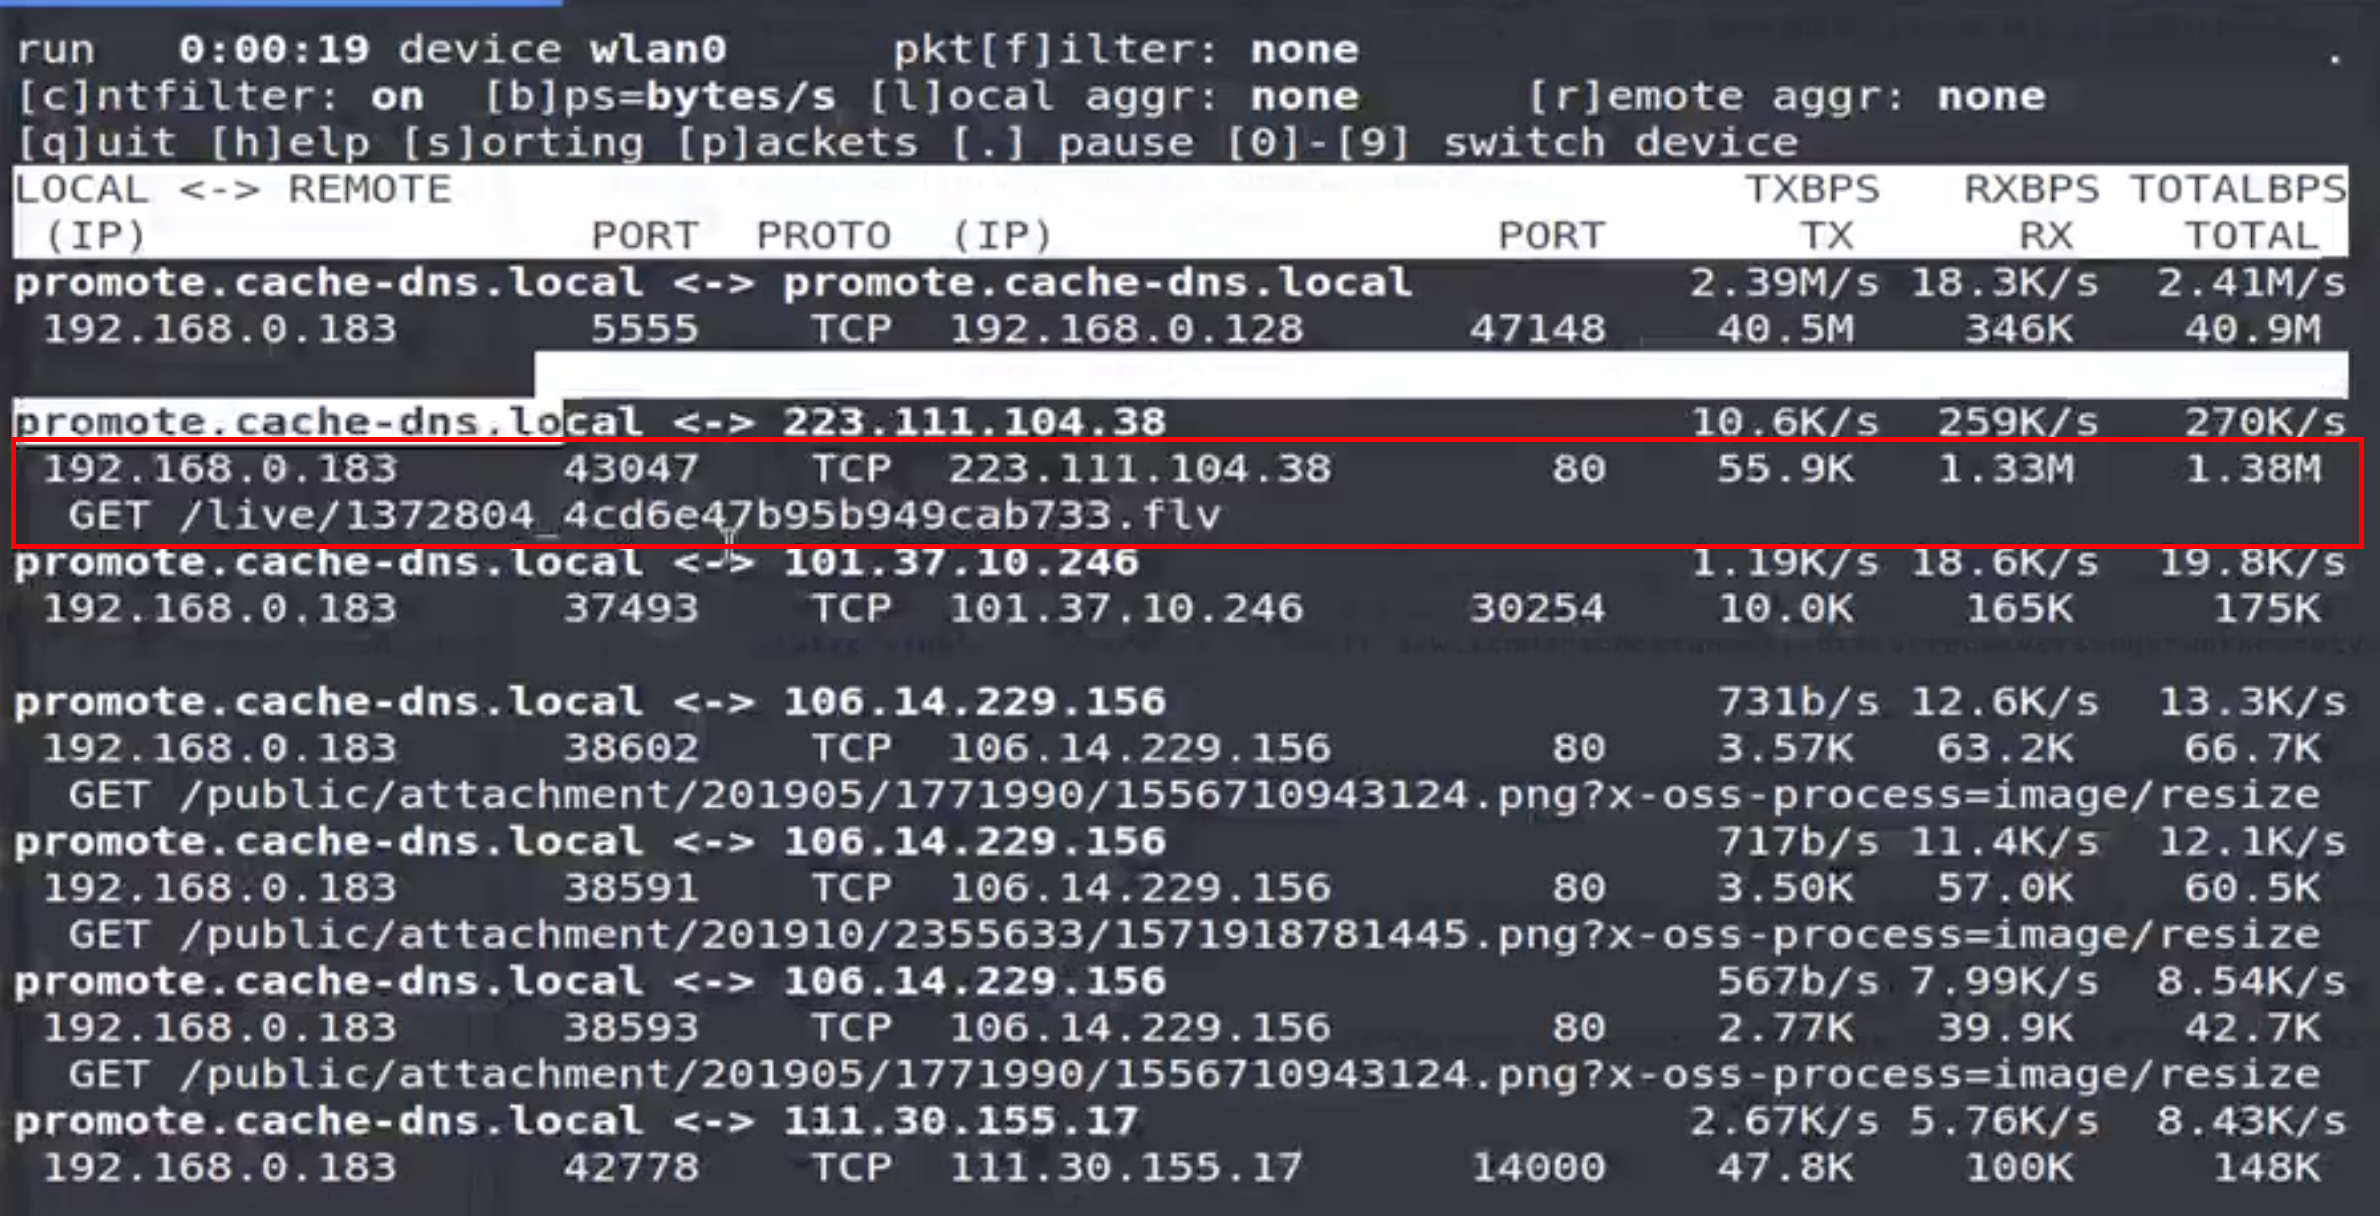 run 0:00:19 device wlan0 pkt[f]ilter: none .
[c]ntfilter: on [b]ps=bytes/s [l]ocal aggr: none [r]emote aggr: none
[q]uit [h]elp [s]orting [p]ackets [.] pause [0]-[9] switch device
LOCAL <-> REMOTE TXBPS RXBPS TOTALBPS
(IP) PORT PROTO (IP) PORT TX RX TOTAL
promote.cache-dns.local <-> promote.cache-dns.local 2.39M/s 18.3K/s 2.41M/s
192.168.0.183 5555 TCP 192.168.0.128 47148 40.5M 346K 40.9M
promote.cache-dns.local <-> 223.111.104.38 10.6K/s 259K/s 270K/s
192.168.0.183 43047 TCP 223.111.104.38 80 55.9K 1.33M 1.38M
GET /live/1372804_4cd6e47b95b949cab733.flv
promote.cache-dns.local <-> 101.37.10.246 1.19K/s 18.6K/s 19.8K/s
192.168.0.183 37493 TCP 101.37.10.246 30254 10.0K 165K 175K
promote.cache-dns.local <-> 106.14.229.156 731b/s 12.6K/s 13.3K/s
192.168.0.183 38602 TCP 106.14.229.156 80 3.57K 63.2K 66.7K
GET /public/attachment/201905/1771990/1556710943124.png?x-oss-process=image/resize
promote.cache-dns.local <-> 106.14.229.156 717b/s 11.4K/s 12.1K/s
192.168.0.183 38591 TCP 106.14.229.156 80 3.50K 57.0K 60.5K
GET /public/attachment/201910/2355633/1571918781445.png?x-oss-process=image/resize
promote.cache-dns.local <-> 106.14.229.156 567b/s 7.99K/s 8.54K/s
192.168.0.183 38593 TCP 106.14.229.156 80 2.77K 39.9K 42.7K
GET /public/attachment/201905/1771990/1556710943124.png?x-oss-process=image/resize
promote.cache-dns.local <-> 111.30.155.17 2.67K/s 5.76K/s 8.43K/s
192.168.0.183 42778 TCP 111.30.155.17 14000 47.8K 100K 148K